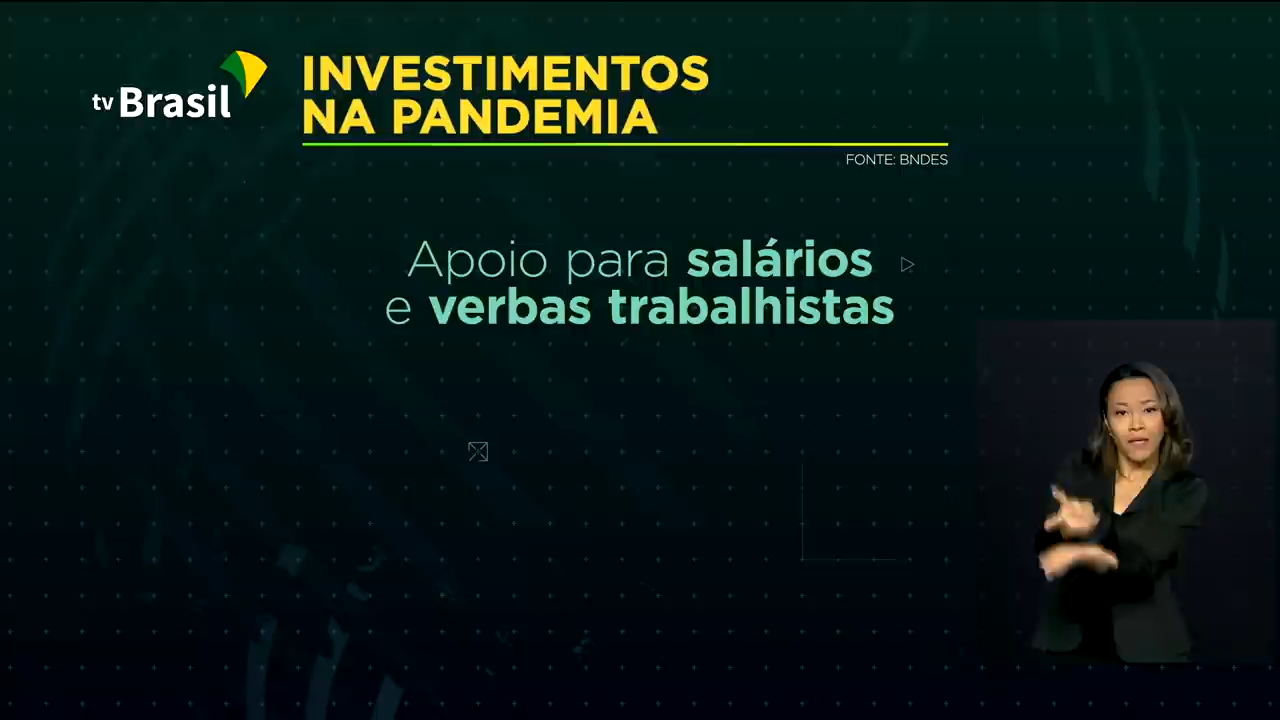 tv Brasil
INVESTIMENTOS
NA PANDEMIA
FONTE: BNDES
Apoio para salários
e verbas trabalhistas